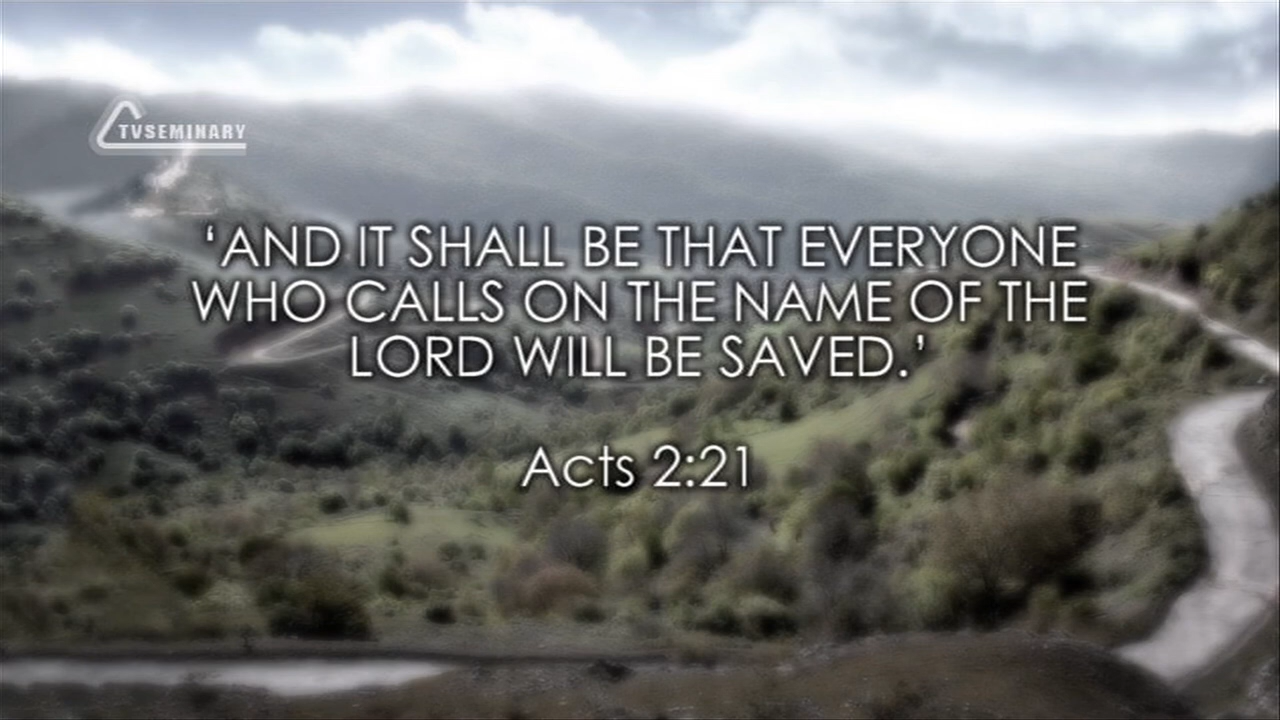 TVSEMINARY
‘AND IT SHALL BE THAT EVERYONE
WHO CALLS ON THE NAME OF THE
LORD WILL BE SAVED.’
Acts 2:21